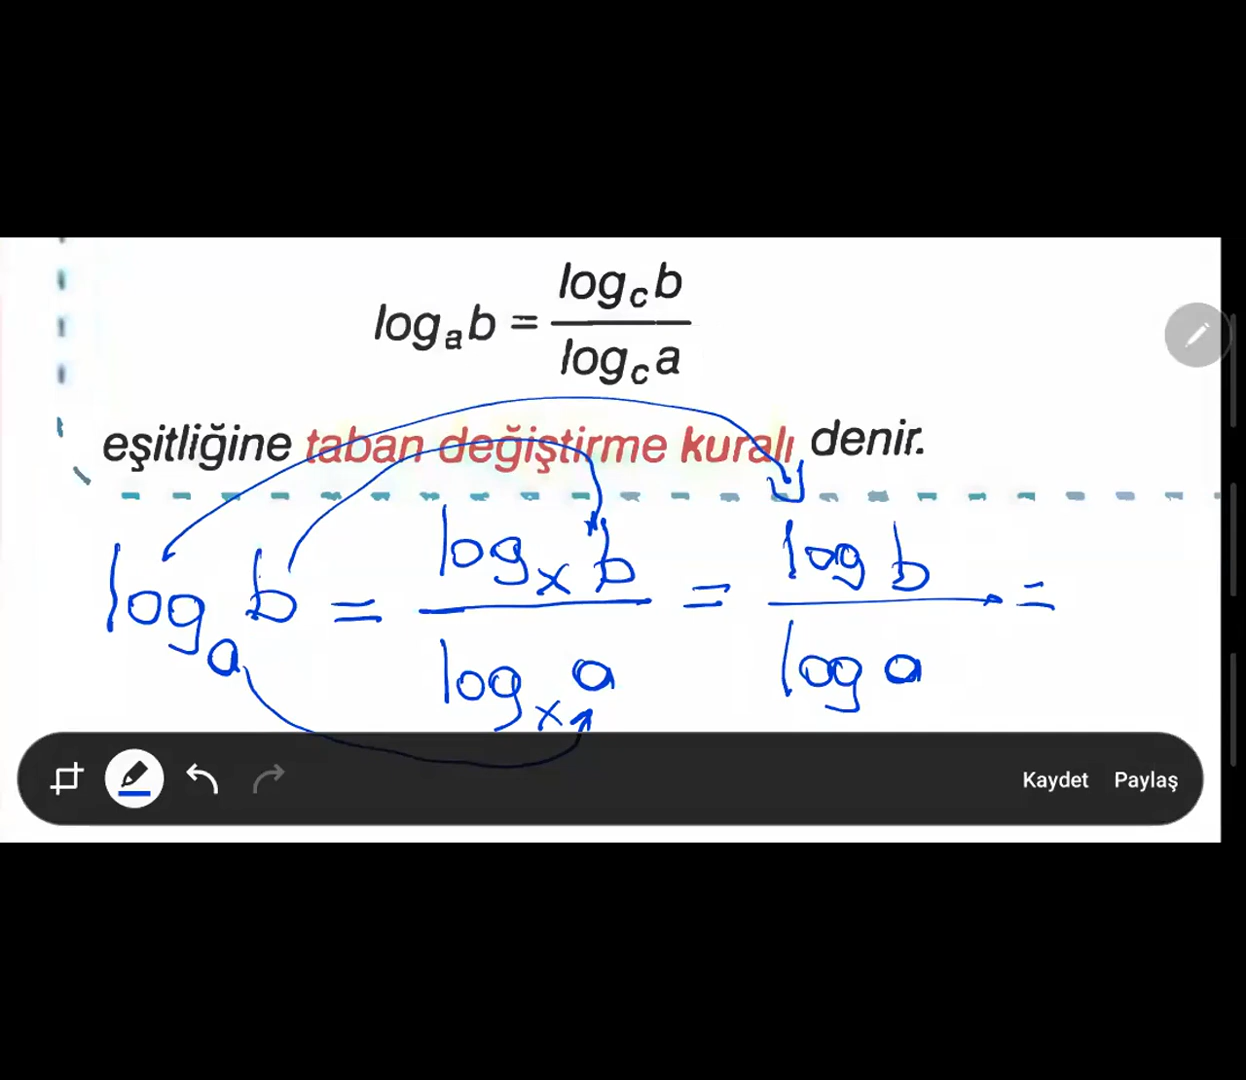 log_a b = log_c b / log_c a
eşitliğine taban değiştirme kuralı denir.
log_a b = log_x b / log_x a = log b / log a =
Kaydet Paylaş